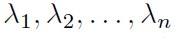 λ₁, λ₂, . . . , λₙ